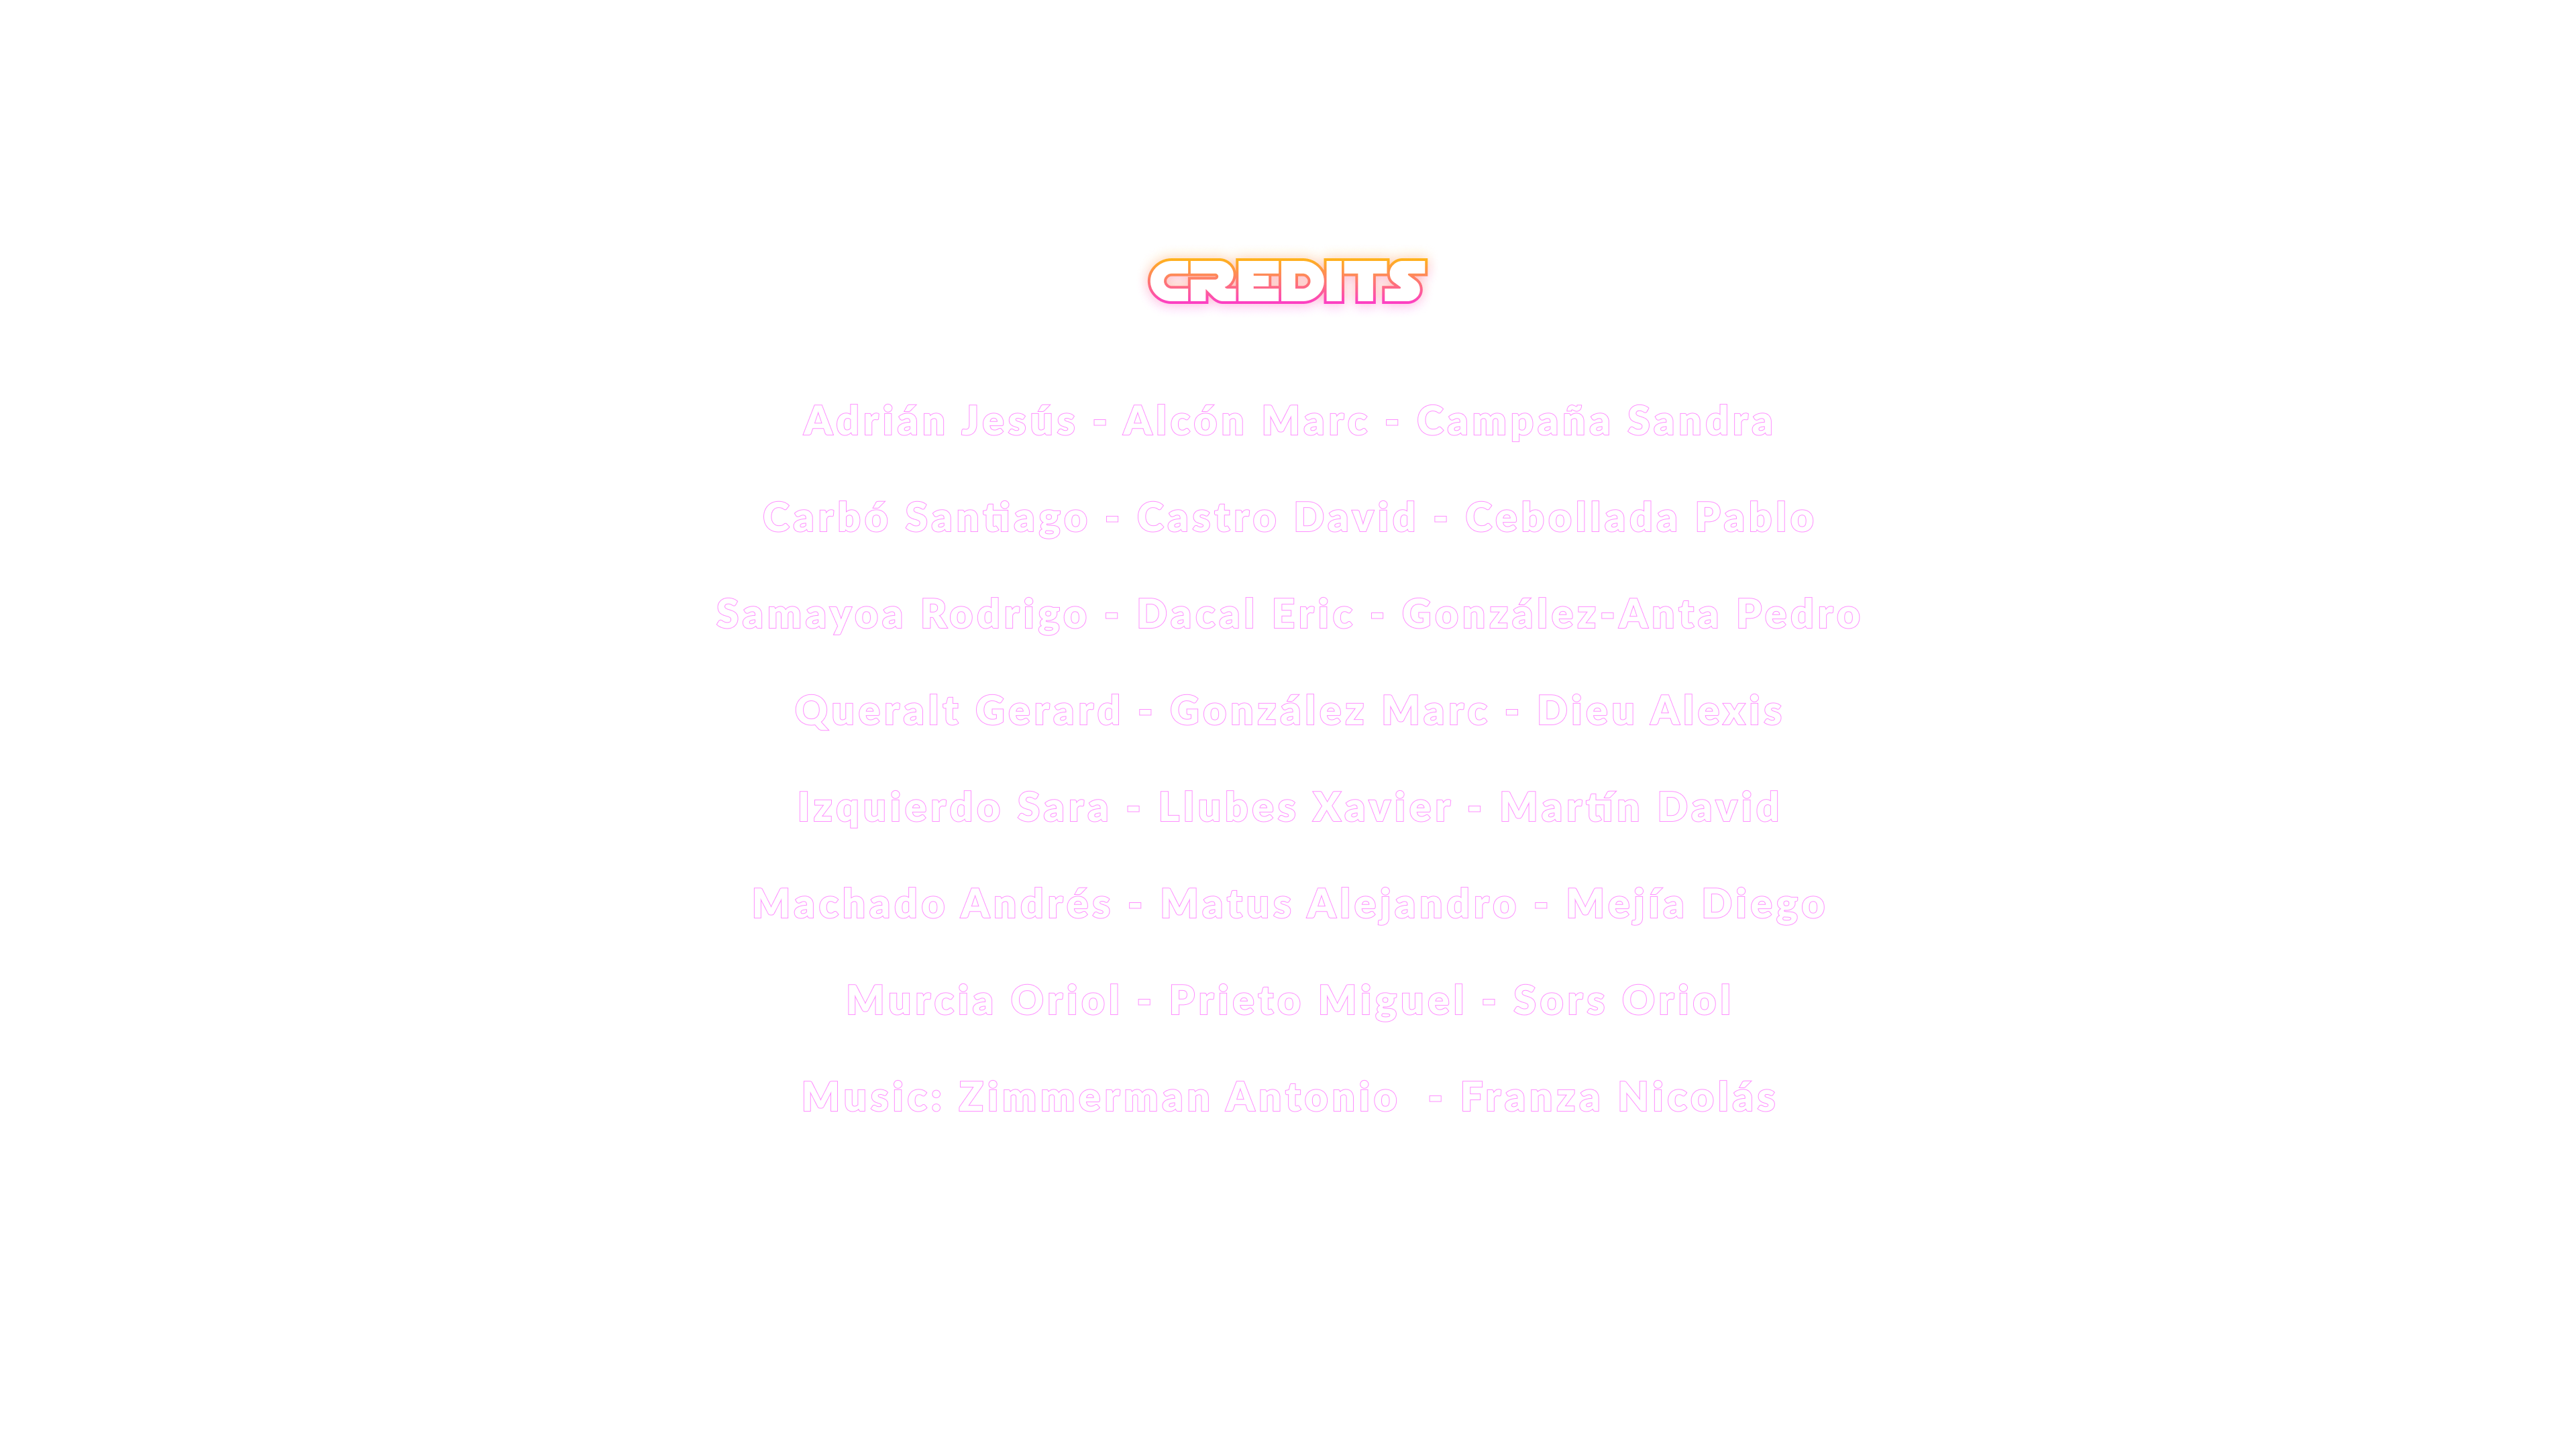 CREDITS
Adrián Jesús - Alcón Marc - Campaña Sandra
Carbó Santiago - Castro David - Cebollada Pablo
Samayoa Rodrigo - Dacal Eric - González-Anta Pedro
Queralt Gerard - González Marc - Dieu Alexis
Izquierdo Sara - Llubes Xavier - Martín David
Machado Andrés - Matus Alejandro - Mejía Diego
Murcia Oriol - Prieto Miguel - Sors Oriol
Music: Zimmerman Antonio  - Franza Nicolás